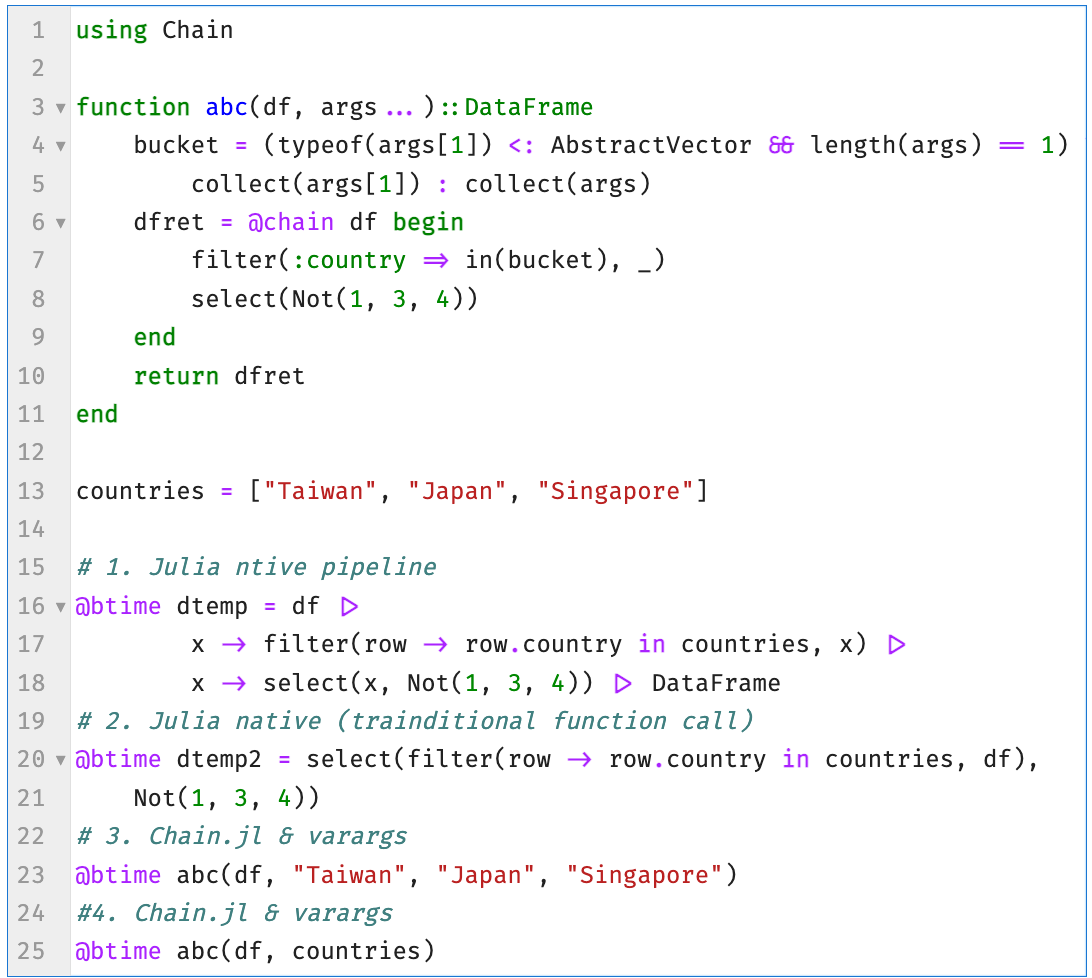 1 using Chain
2
3 function abc(df, args...)::DataFrame
4     bucket = (typeof(args[1]) <: AbstractVector && length(args) == 1)
5         collect(args[1]) : collect(args)
6     dfret = @chain df begin
7         filter(:country => in(bucket), _)
8         select(Not(1, 3, 4))
9     end
10     return dfret
11 end
12
13 countries = ["Taiwan", "Japan", "Singapore"]
14
15 # 1. Julia ntive pipeline
16 @btime dtemp = df |>
17         x -> filter(row -> row.country in countries, x) |>
18         x -> select(x, Not(1, 3, 4)) |> DataFrame
19 # 2. Julia native (trainditional function call)
20 @btime dtemp2 = select(filter(row -> row.country in countries, df),
21     Not(1, 3, 4))
22 # 3. Chain.jl & varargs
23 @btime abc(df, "Taiwan", "Japan", "Singapore")
24 #4. Chain.jl & varargs
25 @btime abc(df, countries)